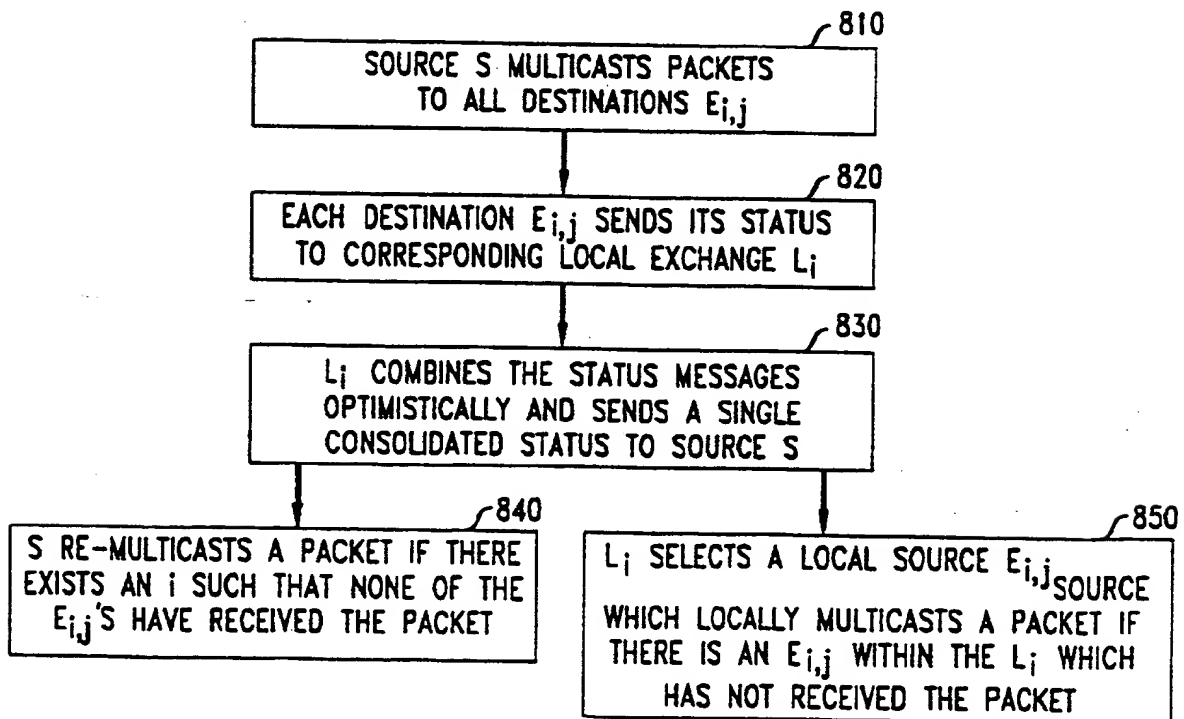 810
SOURCE S MULTICASTS PACKETS
TO ALL DESTINATIONS Ei,j
820
EACH DESTINATION Ei,j SENDS ITS STATUS
TO CORRESPONDING LOCAL EXCHANGE Li
830
Li COMBINES THE STATUS MESSAGES
OPTIMISTICALLY AND SENDS A SINGLE
CONSOLIDATED STATUS TO SOURCE S
840
S RE-MULTICASTS A PACKET IF THERE
EXISTS AN i SUCH THAT NONE OF THE
Ei,j'S HAVE RECEIVED THE PACKET
850
Li SELECTS A LOCAL SOURCE Ei,jSOURCE
WHICH LOCALLY MULTICASTS A PACKET IF
THERE IS AN Ei,j WITHIN THE Li WHICH
HAS NOT RECEIVED THE PACKET